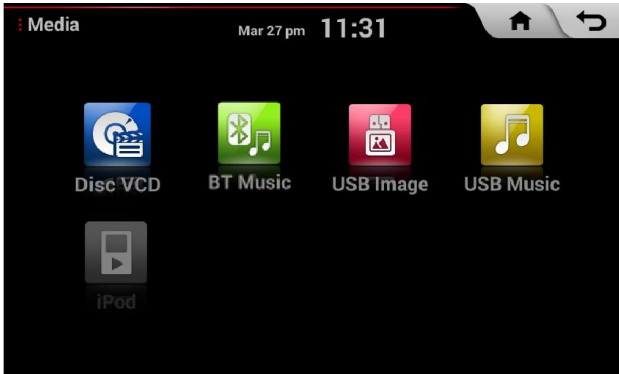 Media
Mar 27 pm 11:31
Disc VCD
BT Music
USB Image
USB Music
iPod